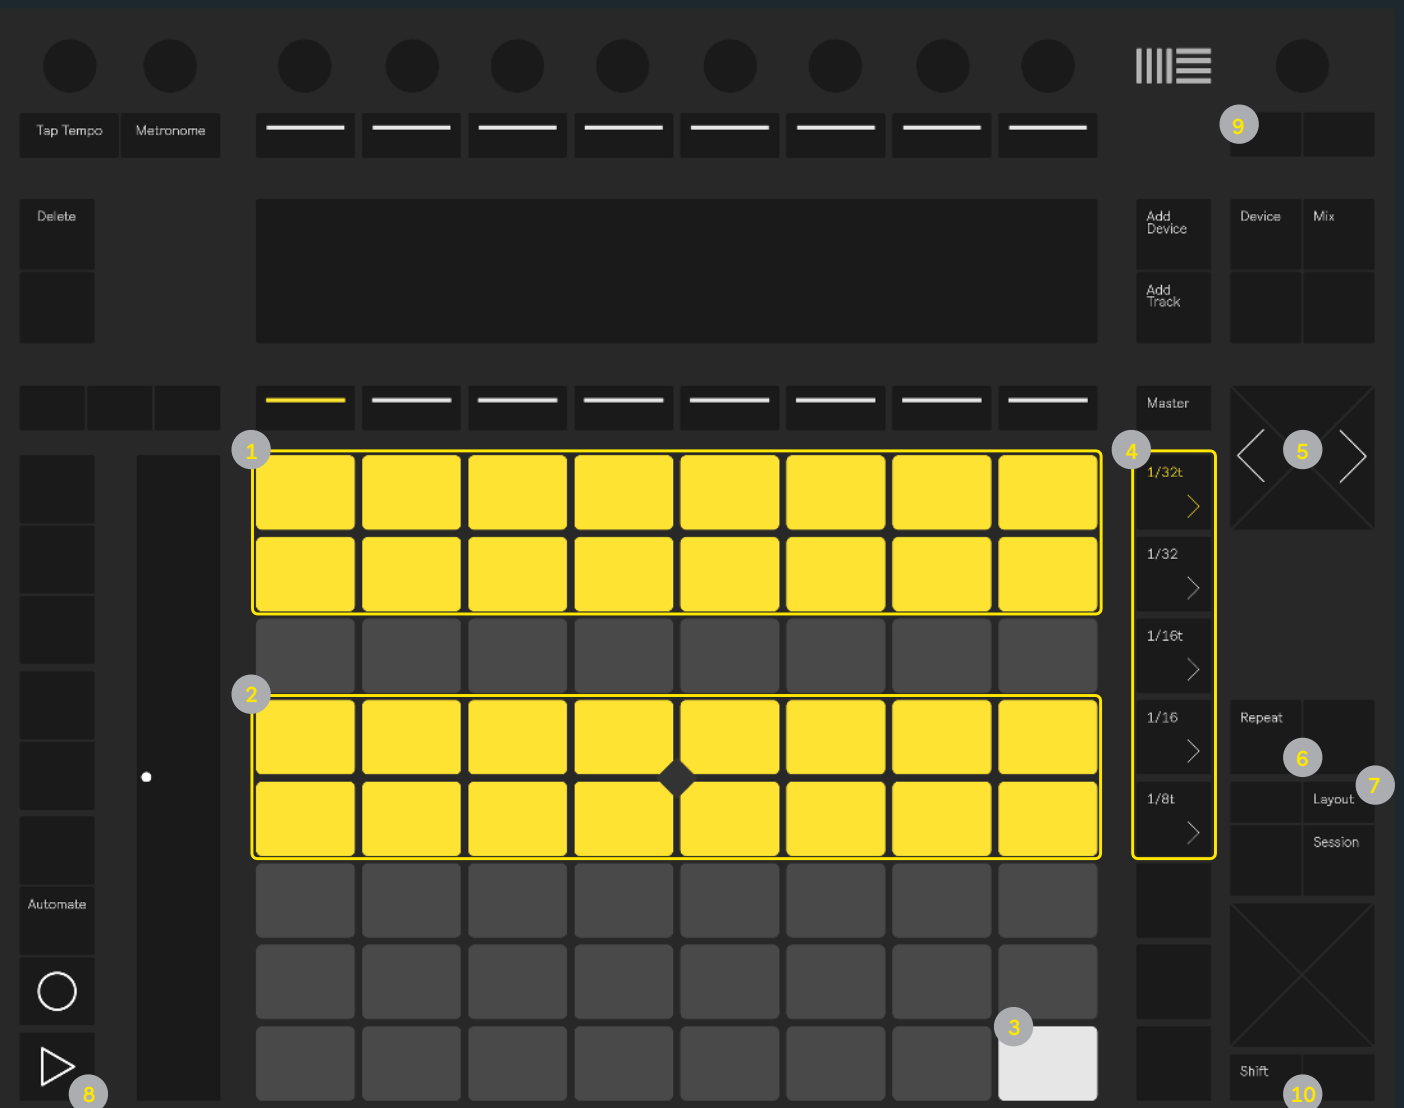 Tap Tempo
Metronome
9
Delete
Add
Device
Device
Mix
Add
Track
Master
1
4
1/32t
5
1/32
1/16t
2
1/16
Repeat
6
7
1/8t
Layout
Session
Automate
3
Shift
8
10